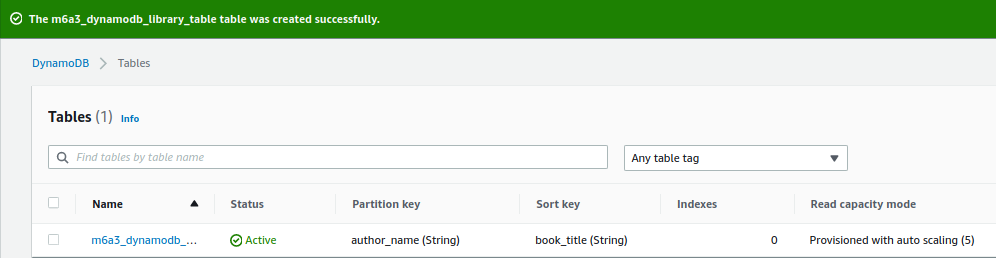 The m6a3_dynamodb_library_table table was created successfully.
DynamoDB > Tables
Tables (1) Info
Find tables by table name
Any table tag
Name Status Partition key Sort key Indexes Read capacity mode
m6a3_dynamodb_... Active author_name (String) book_title (String) 0 Provisioned with auto scaling (5)